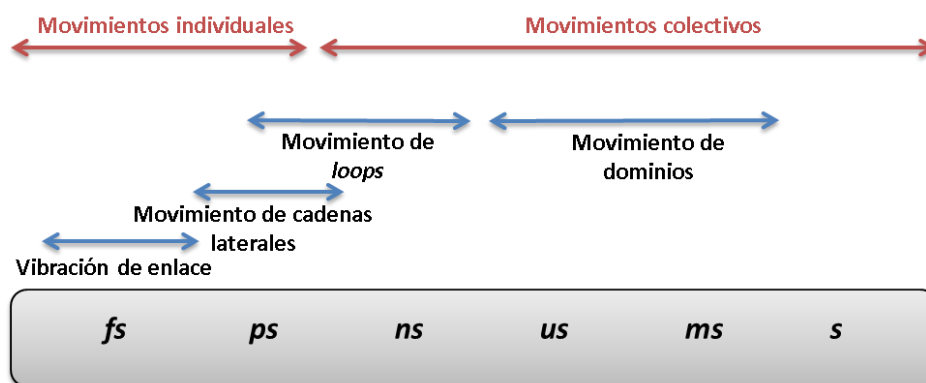 Movimientos individuales
Movimientos colectivos
Movimiento de
loops
Movimiento de
dominios
Movimiento de cadenas
laterales
Vibración de enlace
fs ps ns us ms s